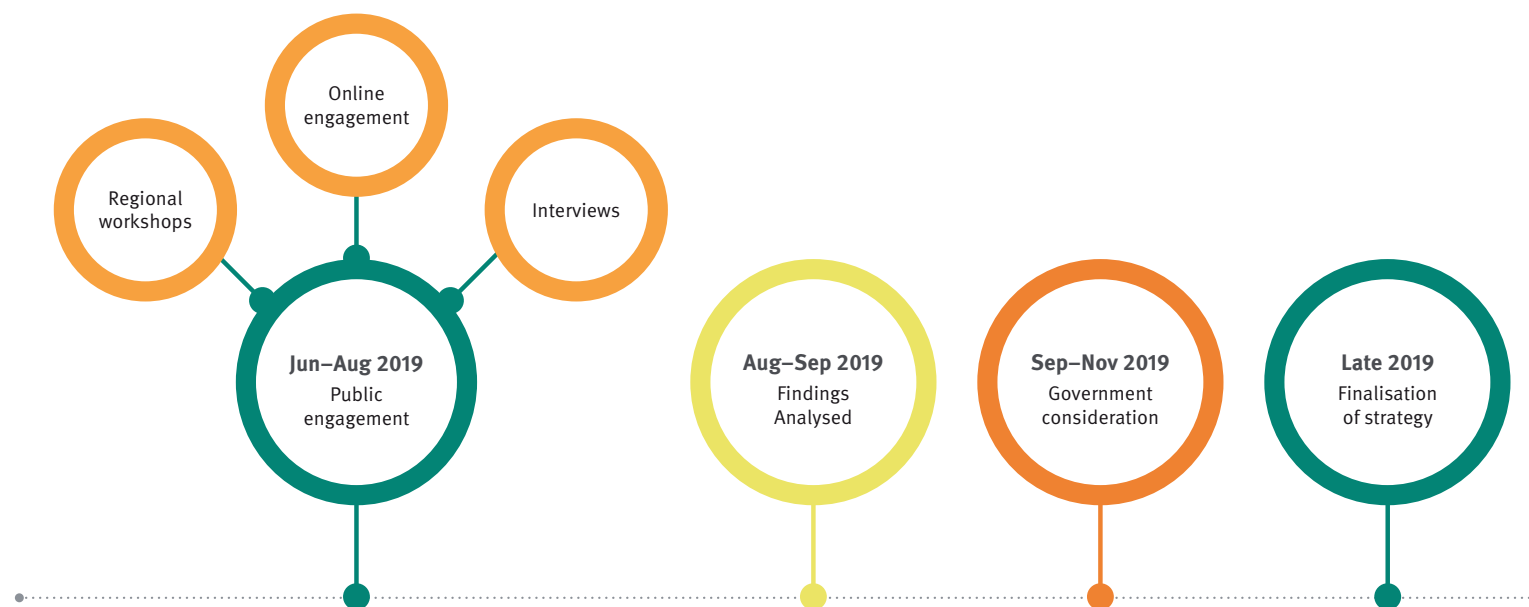 Online
engagement
Regional
workshops
Interviews
Jun–Aug 2019
Public
engagement
Aug–Sep 2019
Findings
Analysed
Sep–Nov 2019
Government
consideration
Late 2019
Finalisation
of strategy